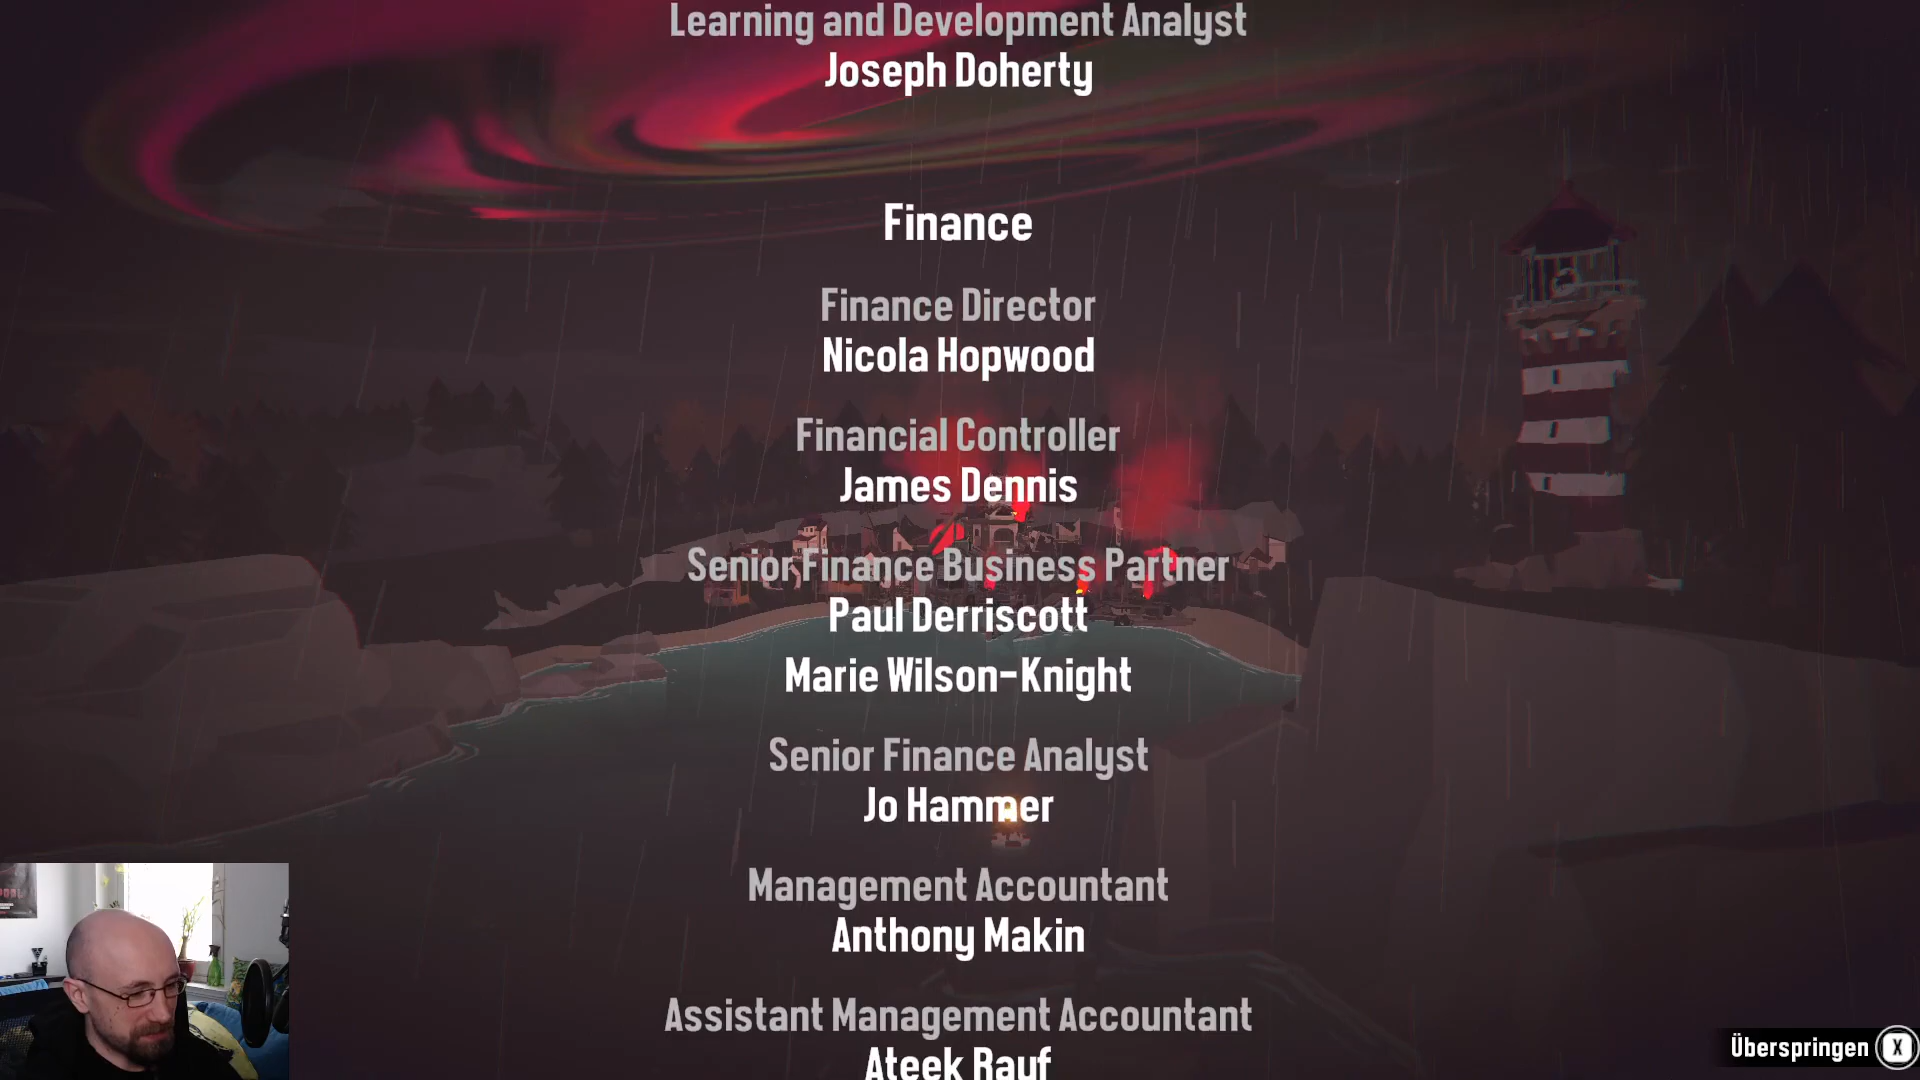 Learning and Development Analyst
Joseph Doherty
Finance
Finance Director
Nicola Hopwood
Financial Controller
James Dennis
Senior Finance Business Partner
Paul Derriscott
Marie Wilson-Knight
Senior Finance Analyst
Jo Hammer
Management Accountant
Anthony Makin
Assistant Management Accountant
Ateek Rauf
Überspringen X